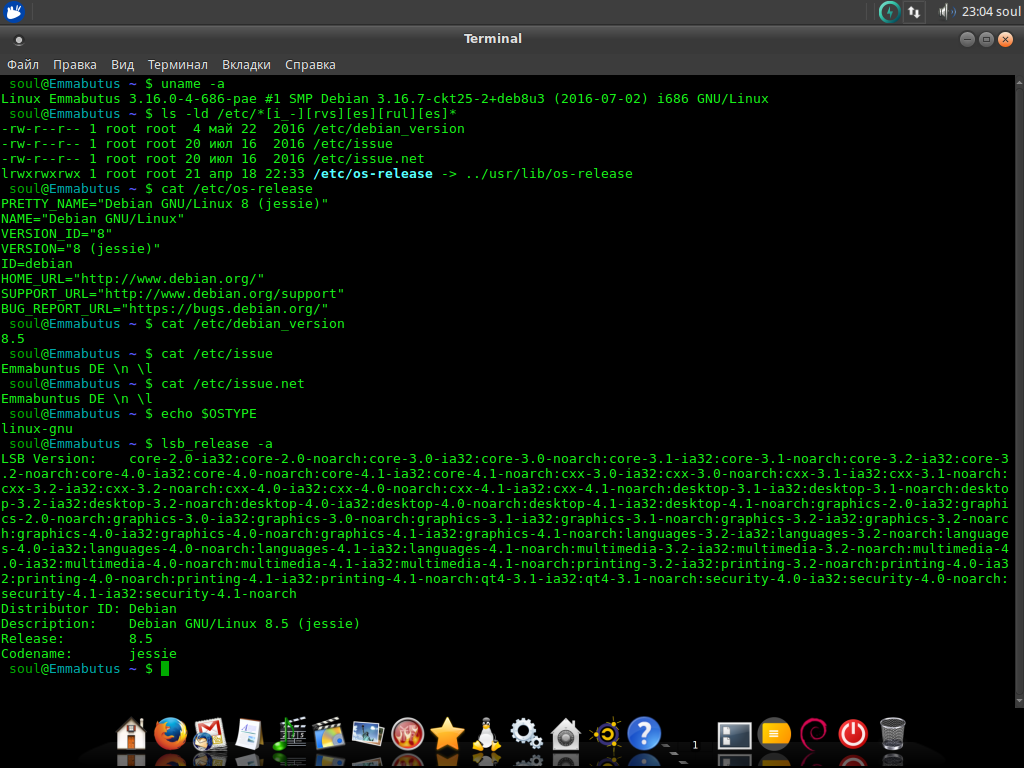 23:04 soul
Terminal
Файл Правка Вид Терминал Вкладки Справка
soul@Emmabutus ~ $ uname -a
Linux Emmabutus 3.16.0-4-686-pae #1 SMP Debian 3.16.7-ckt25-2+deb8u3 (2016-07-02) i686 GNU/Linux
soul@Emmabutus ~ $ ls -ld /etc/*[i_-][rvs][es][rul][es]*
-rw-r--r-- 1 root root  4 май 22  2016 /etc/debian_version
-rw-r--r-- 1 root root 20 июл 16  2016 /etc/issue
-rw-r--r-- 1 root root 20 июл 16  2016 /etc/issue.net
lrwxrwxrwx 1 root root 21 апр 18 22:33 /etc/os-release -> ../usr/lib/os-release
soul@Emmabutus ~ $ cat /etc/os-release
PRETTY_NAME="Debian GNU/Linux 8 (jessie)"
NAME="Debian GNU/Linux"
VERSION_ID="8"
VERSION="8 (jessie)"
ID=debian
HOME_URL="http://www.debian.org/"
SUPPORT_URL="http://www.debian.org/support"
BUG_REPORT_URL="https://bugs.debian.org/"
soul@Emmabutus ~ $ cat /etc/debian_version
8.5
soul@Emmabutus ~ $ cat /etc/issue
Emmabuntus DE \n \l
soul@Emmabutus ~ $ cat /etc/issue.net
Emmabuntus DE \n \l
soul@Emmabutus ~ $ echo $OSTYPE
linux-gnu
soul@Emmabutus ~ $ lsb_release -a
LSB Version:    core-2.0-ia32:core-2.0-noarch:core-3.0-ia32:core-3.0-noarch:core-3.1-ia32:core-3.1-noarch:core-3.2-ia32:core-3
.2-noarch:core-4.0-ia32:core-4.0-noarch:core-4.1-ia32:core-4.1-noarch:cxx-3.0-ia32:cxx-3.0-noarch:cxx-3.1-ia32:cxx-3.1-noarch:
cxx-3.2-ia32:cxx-3.2-noarch:cxx-4.0-ia32:cxx-4.0-noarch:cxx-4.1-ia32:cxx-4.1-noarch:desktop-3.1-ia32:desktop-3.1-noarch:deskto
p-3.2-ia32:desktop-3.2-noarch:desktop-4.0-ia32:desktop-4.0-noarch:desktop-4.1-ia32:desktop-4.1-noarch:graphics-2.0-ia32:graphi
cs-2.0-noarch:graphics-3.0-ia32:graphics-3.0-noarch:graphics-3.1-ia32:graphics-3.1-noarch:graphics-3.2-ia32:graphics-3.2-noarc
h:graphics-4.0-ia32:graphics-4.0-noarch:graphics-4.1-ia32:graphics-4.1-noarch:languages-3.2-ia32:languages-3.2-noarch:language
s-4.0-ia32:languages-4.0-noarch:languages-4.1-ia32:languages-4.1-noarch:multimedia-3.2-ia32:multimedia-3.2-noarch:multimedia-4
.0-ia32:multimedia-4.0-noarch:multimedia-4.1-ia32:multimedia-4.1-noarch:printing-3.2-ia32:printing-3.2-noarch:printing-4.0-ia3
2:printing-4.0-noarch:printing-4.1-ia32:printing-4.1-noarch:qt4-3.1-ia32:qt4-3.1-noarch:security-4.0-ia32:security-4.0-noarch:
security-4.1-ia32:security-4.1-noarch
Distributor ID: Debian
Description:    Debian GNU/Linux 8.5 (jessie)
Release:        8.5
Codename:       jessie
soul@Emmabutus ~ $
1